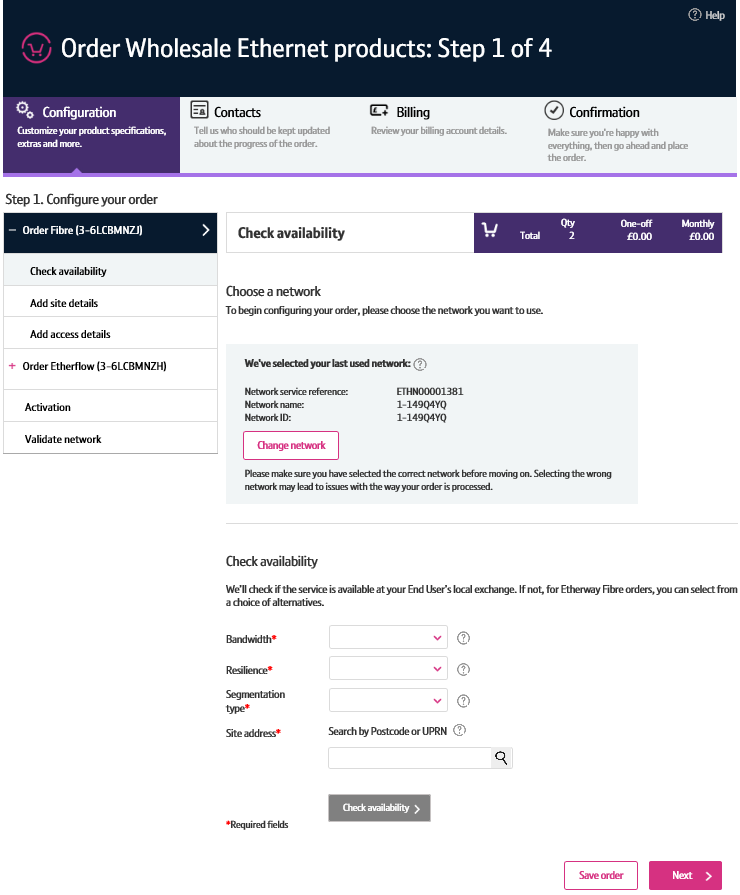 Help
Order Wholesale Ethernet products: Step 1 of 4
Configuration
Customize your product specifications,
extras and more.
Contacts
Tell us who should be kept updated
about the progress of the order.
Billing
Review your billing account details.
Confirmation
Make sure you're happy with
everything, then go ahead and place
the order.
Step 1. Configure your order
Order Fibre (3-6LCBMNZJ)
Check availability
Add site details
Add access details
Order Etherflow (3-6LCBMNZH)
Activation
Validate network
Check availability
Total
Qty
2
One-off
£0.00
Monthly
£0.00
Choose a network
To begin configuring your order, please choose the network you want to use.
We've selected your last used network:
Network service reference: ETHN00001381
Network name: 1-149Q4YQ
Network ID: 1-149Q4YQ
Change network
Please make sure you have selected the correct network before moving on. Selecting the wrong
network may lead to issues with the way your order is processed.
Check availability
We'll check if the service is available at your End User's local exchange. If not, for Etherway Fibre orders, you can select from
a choice of alternatives.
Bandwidth*
Resilience*
Segmentation
type*
Site address* Search by Postcode or UPRN
Check availability
*Required fields
Save order
Next